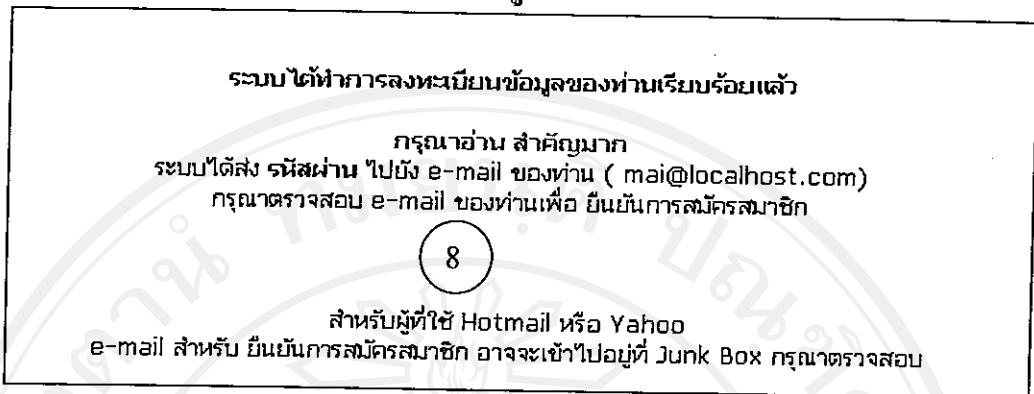 ระบบได้ทำการลงทะเบียนข้อมูลของท่านเรียบร้อยแล้ว
กรุณาอ่าน สำคัญมาก
ระบบได้ส่ง รหัสผ่าน ไปยัง e-mail ของท่าน ( mai@localhost.com)
กรุณาตรวจสอบ e-mail ของท่านเพื่อ ยืนยันการสมัครสมาชิก
8
สำหรับผู้ที่ใช้ Hotmail หรือ Yahoo
e-mail สำหรับ ยืนยันการสมัครสมาชิก อาจจะเข้าไปอยู่ที่ Junk Box กรุณาตรวจสอบ